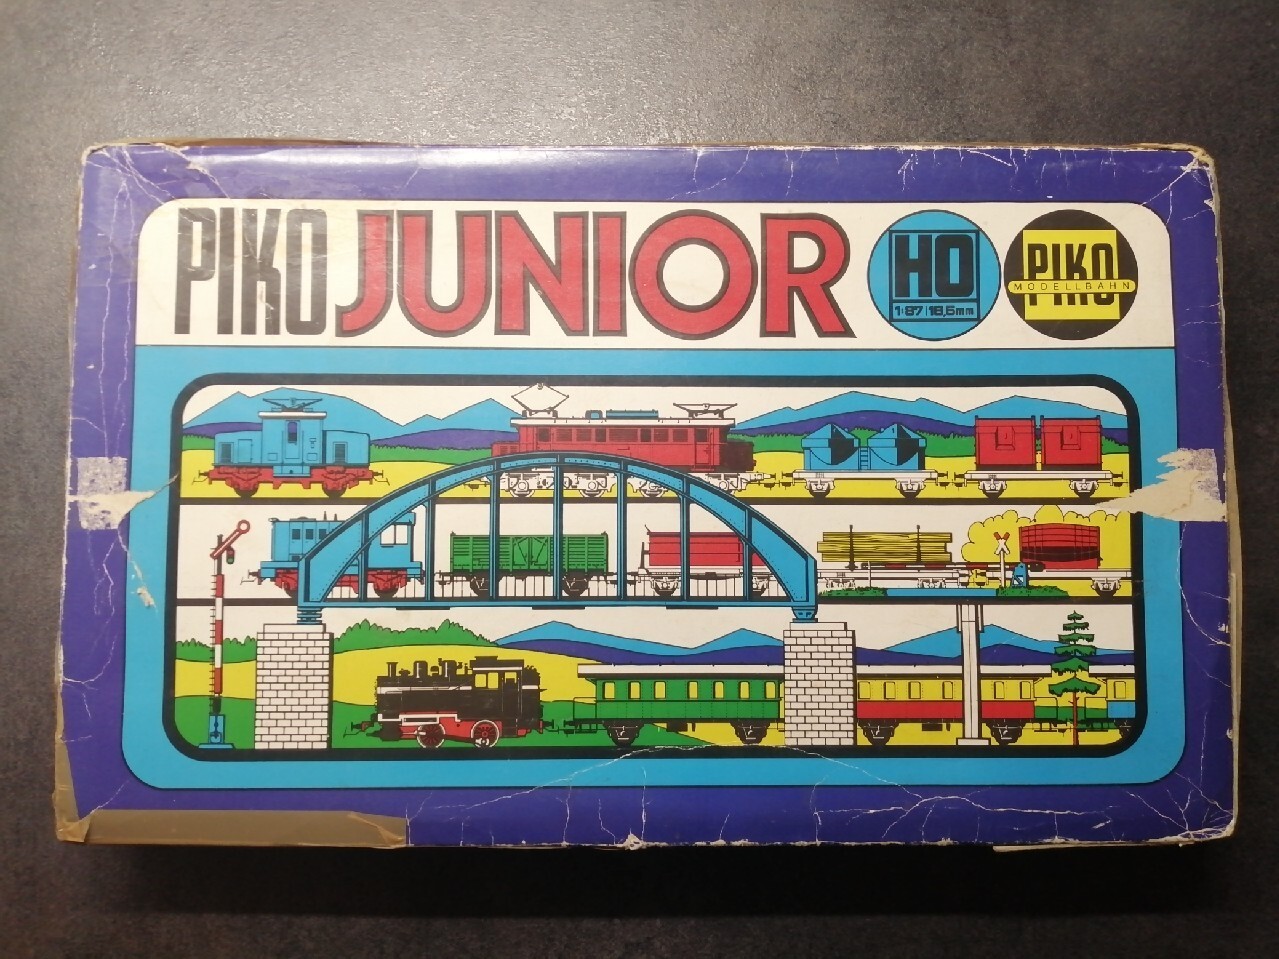 PIKO JUNIOR
HO
1:87 16,5mm
PIKO
MODELLBAHN